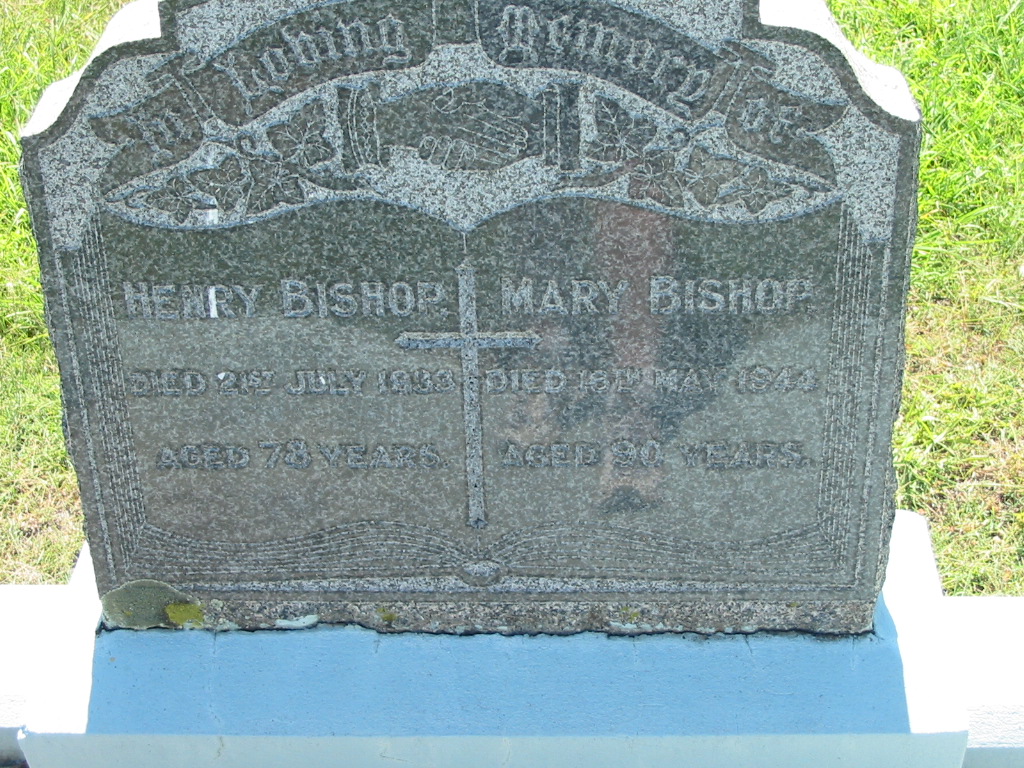 In Loving Memory of
HENRY BISHOP.
DIED 21ST JULY 1933
AGED 78 YEARS.
MARY BISHOP.
DIED 16TH MAY 1944
AGED 90 YEARS.